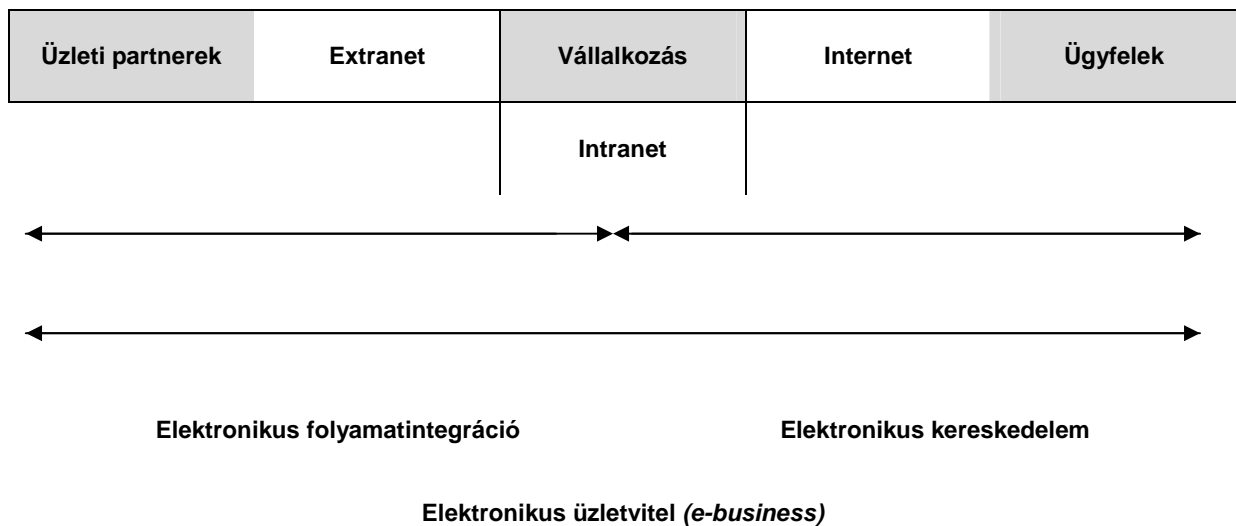 Üzleti partnerek Extranet Vállalkozás Internet Ügyfelek
Intranet
Elektronikus folyamatintegráció Elektronikus kereskedelem
Elektronikus üzletvitel (e-business)